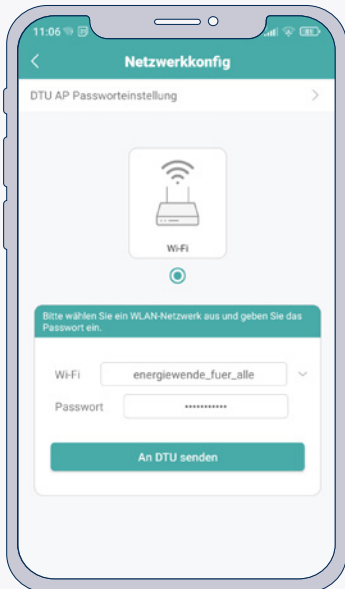 11:06
Netzwerkkonfig
DTU AP Passworteinstellung
Wi-Fi
Bitte wählen Sie ein WLAN-Netzwerk aus und geben Sie das
Passwort ein.
Wi-Fi energiewende_fuer_alle
Passwort •••••••••••
An DTU senden